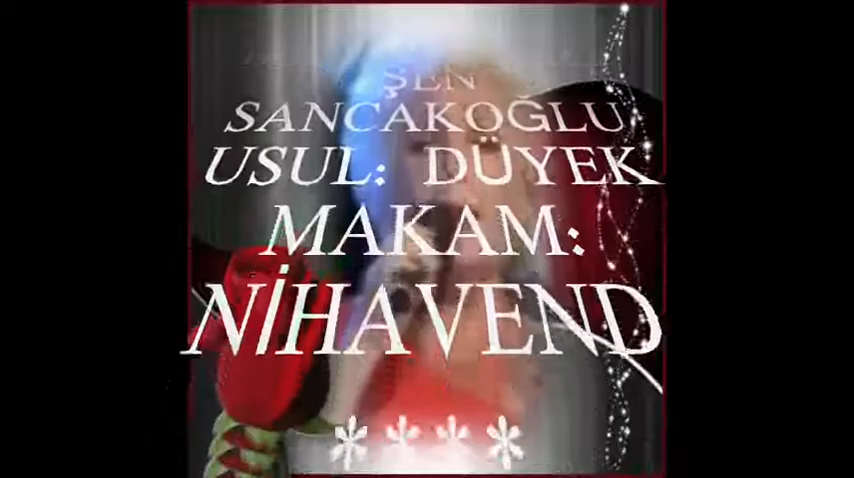 ŞEN
SANCAKOĞLU
USUL: DÜYEK
MAKAM:
NİHAVEND
****